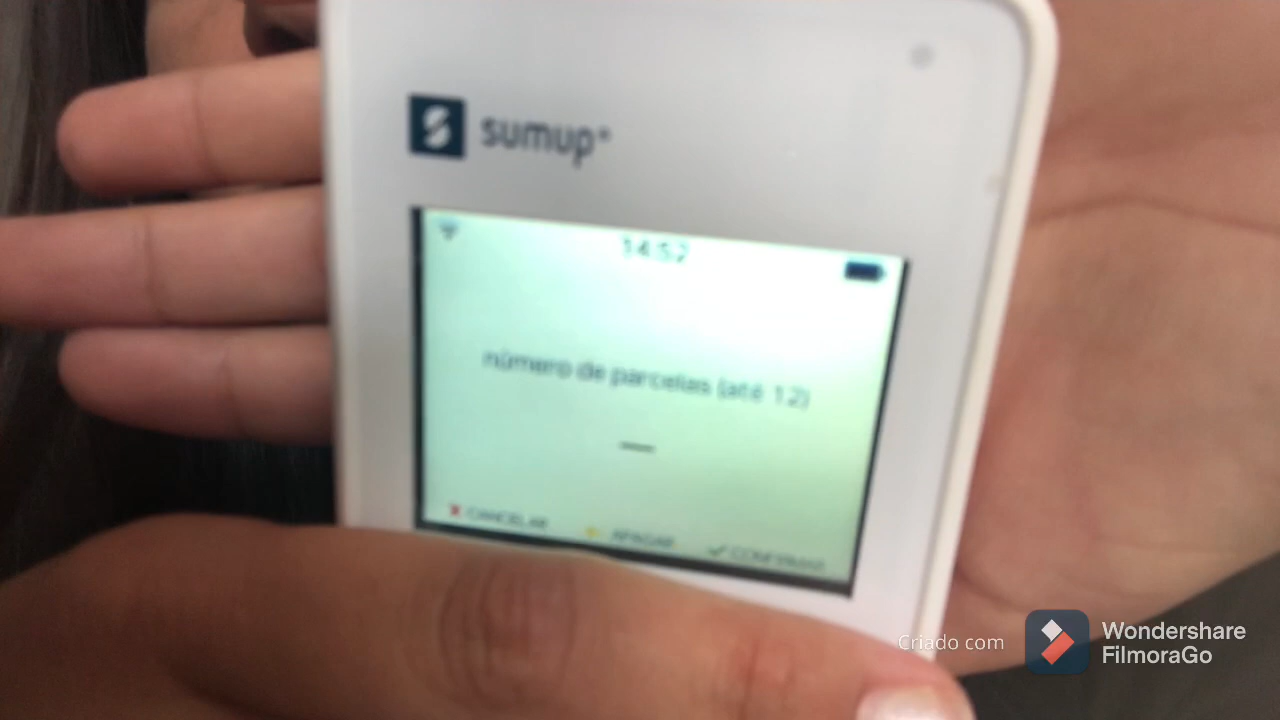 sumup®
14:52
número de parcelas (até 12)
CANCELAR
APAGAR
CONFIRMAR
Criado com
Wondershare
FilmoraGo